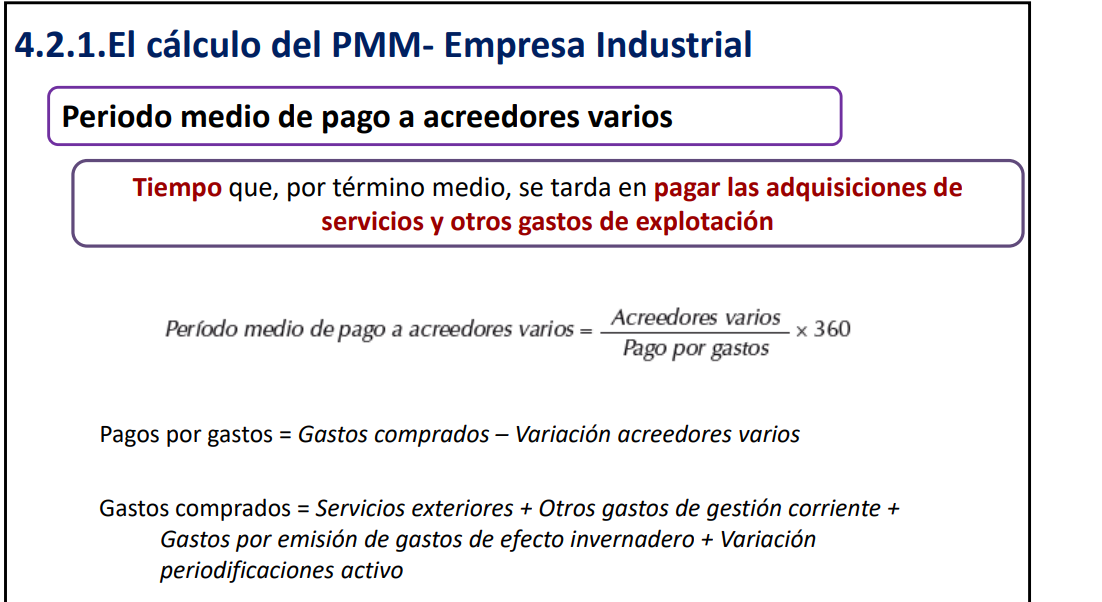 4.2.1.El cálculo del PMM- Empresa Industrial
Periodo medio de pago a acreedores varios
Tiempo que, por término medio, se tarda en pagar las adquisiciones de
servicios y otros gastos de explotación
Período medio de pago a acreedores varios = Acreedores varios / Pago por gastos × 360
Pagos por gastos = Gastos comprados – Variación acreedores varios
Gastos comprados = Servicios exteriores + Otros gastos de gestión corriente +
Gastos por emisión de gastos de efecto invernadero + Variación
periodificaciones activo